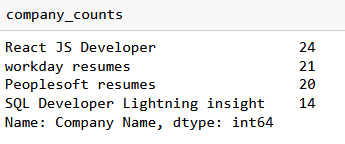 company_counts
React JS Developer 24
workday resumes 21
Peoplesoft resumes 20
SQL Developer Lightning insight 14
Name: Company Name, dtype: int64